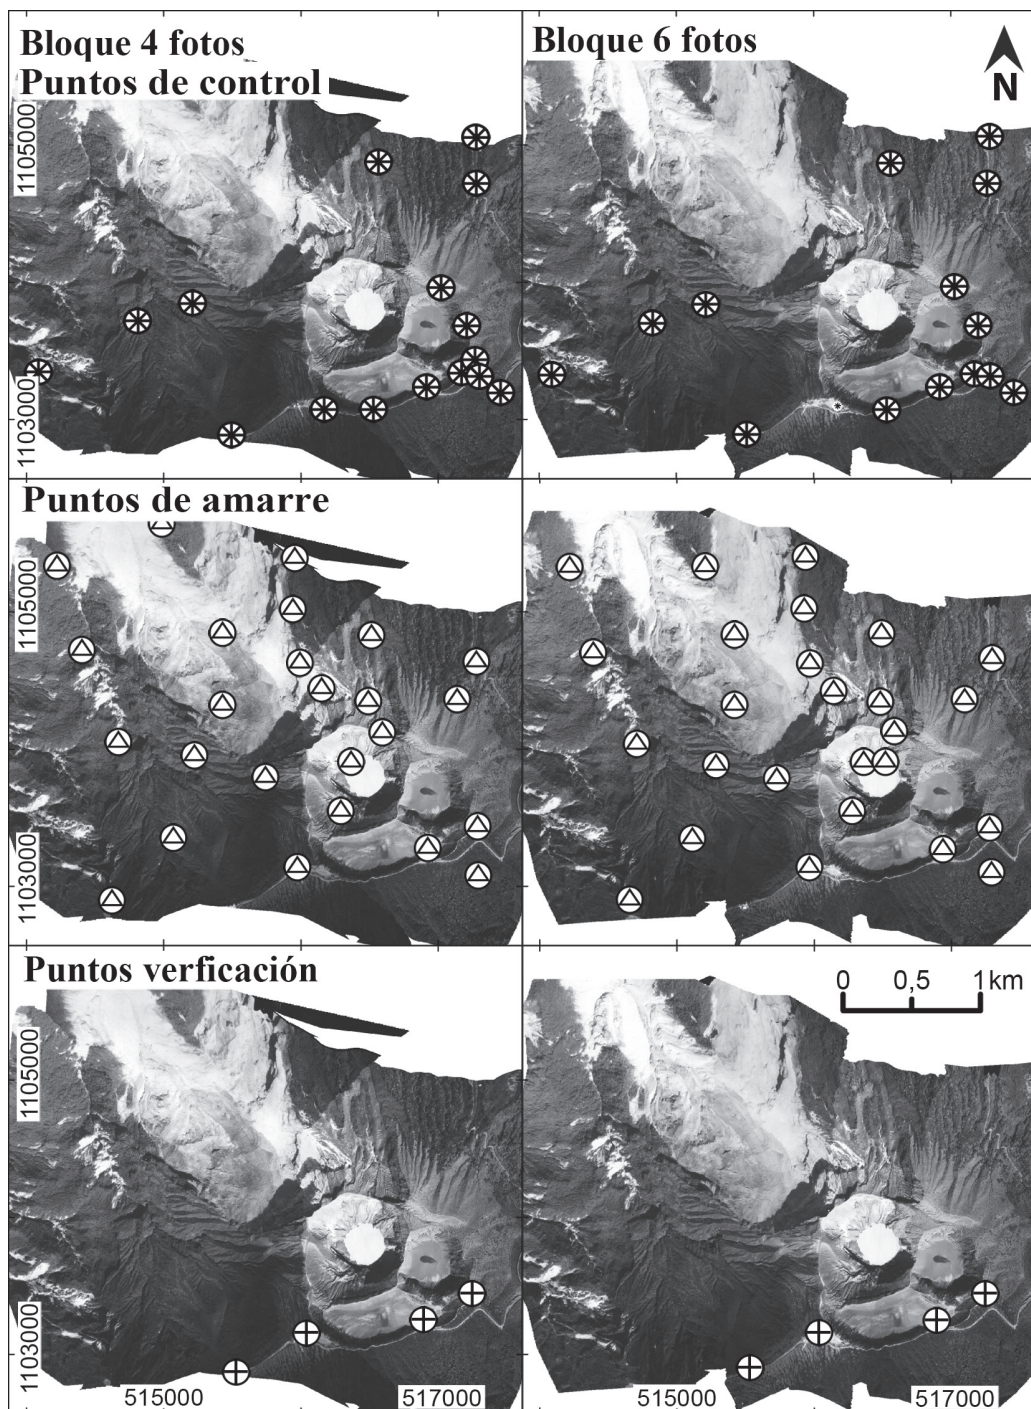 Bloque 4 fotos
Puntos de control
Bloque 6 fotos
N
1105000
1103000
Puntos de amarre
1105000
1103000
Puntos verficación
0 0,5 1 km
1105000
1103000
515000 517000
515000 517000